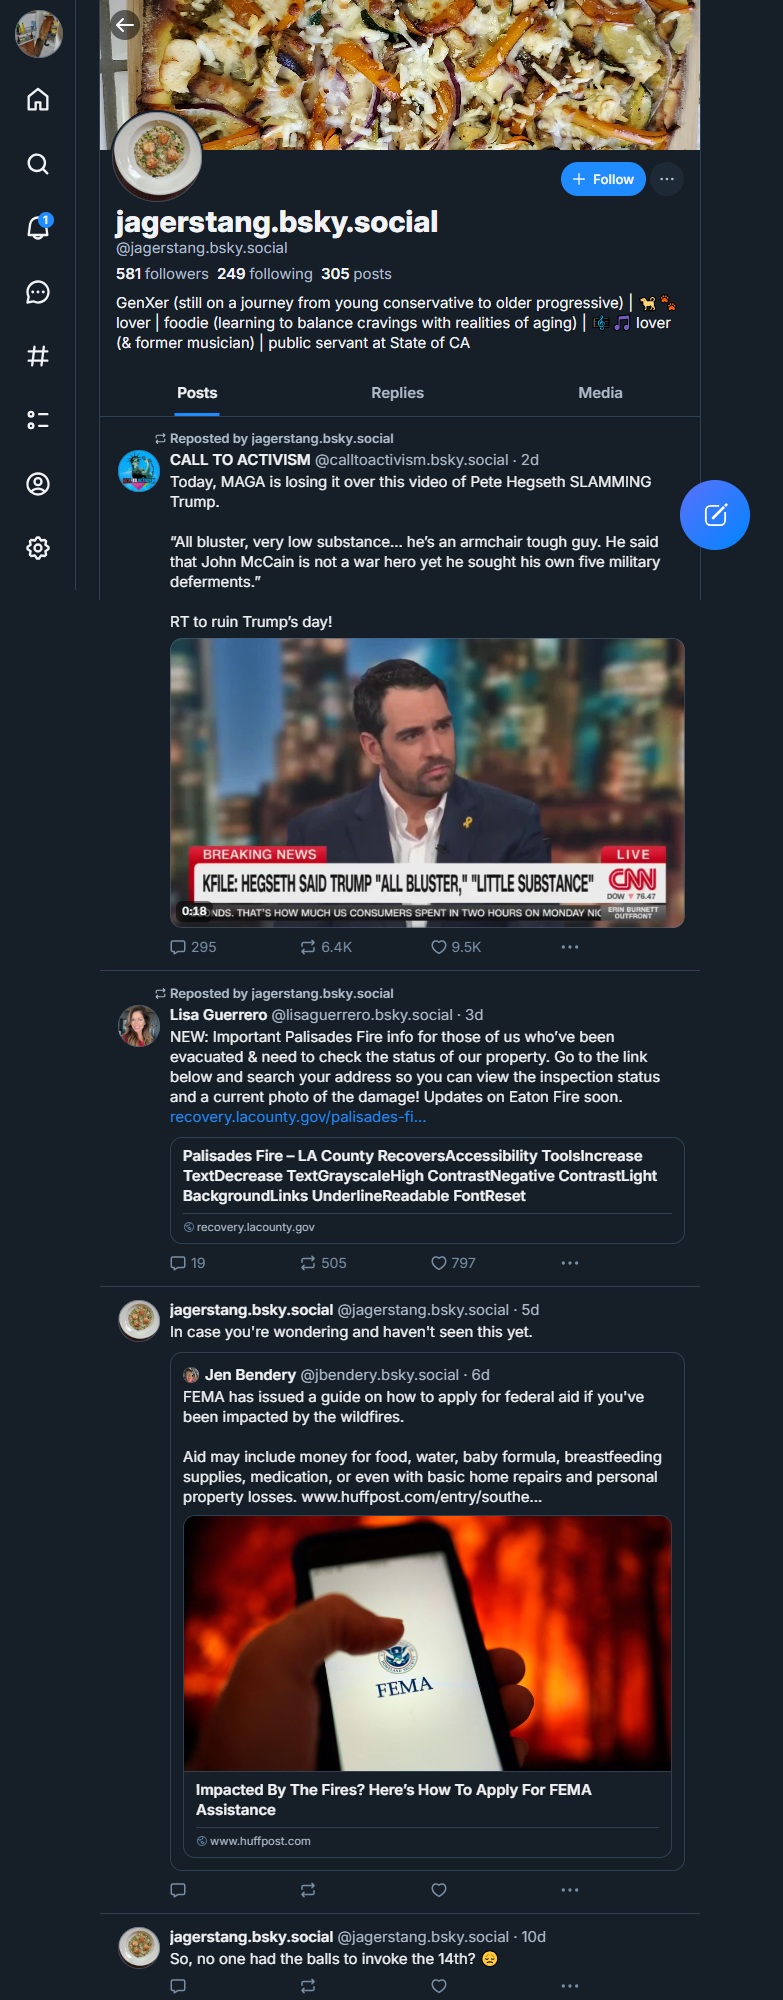 1
+ Follow
jagerstang.bsky.social
@jagerstang.bsky.social
581 followers 249 following 305 posts
GenXer (still on a journey from young conservative to older progressive) | 🐕🐾
lover | foodie (learning to balance cravings with realities of aging) | 🎼🎵 lover
(& former musician) | public servant at State of CA
Posts Replies Media
Reposted by jagerstang.bsky.social
CALL TO ACTIVISM @calltoactivism.bsky.social · 2d
Today, MAGA is losing it over this video of Pete Hegseth SLAMMING
Trump.
“All bluster, very low substance... he’s an armchair tough guy. He said
that John McCain is not a war hero yet he sought his own five military
deferments.”
RT to ruin Trump’s day!
BREAKING NEWS
LIVE
KFILE: HEGSETH SAID TRUMP "ALL BLUSTER," "LITTLE SUBSTANCE"
CNN
DOW ▼ 76.47
0:18
ONDS. THAT'S HOW MUCH US CONSUMERS SPENT IN TWO HOURS ON MONDAY NIG
ERIN BURNETT
OUTFRONT
295 6.4K 9.5K
Reposted by jagerstang.bsky.social
Lisa Guerrero @lisaguerrero.bsky.social · 3d
NEW: Important Palisades Fire info for those of us who’ve been
evacuated & need to check the status of our property. Go to the link
below and search your address so you can view the inspection status
and a current photo of the damage! Updates on Eaton Fire soon.
recovery.lacounty.gov/palisades-fi...
Palisades Fire – LA County RecoversAccessibility ToolsIncrease
TextDecrease TextGrayscaleHigh ContrastNegative ContrastLight
BackgroundLinks UnderlineReadable FontReset
recovery.lacounty.gov
19 505 797
jagerstang.bsky.social @jagerstang.bsky.social · 5d
In case you're wondering and haven't seen this yet.
Jen Bendery @jbendery.bsky.social · 6d
FEMA has issued a guide on how to apply for federal aid if you've
been impacted by the wildfires.
Aid may include money for food, water, baby formula, breastfeeding
supplies, medication, or even with basic home repairs and personal
property losses. www.huffpost.com/entry/southe...
FEMA
Impacted By The Fires? Here’s How To Apply For FEMA
Assistance
www.huffpost.com
jagerstang.bsky.social @jagerstang.bsky.social · 10d
So, no one had the balls to invoke the 14th? 😞